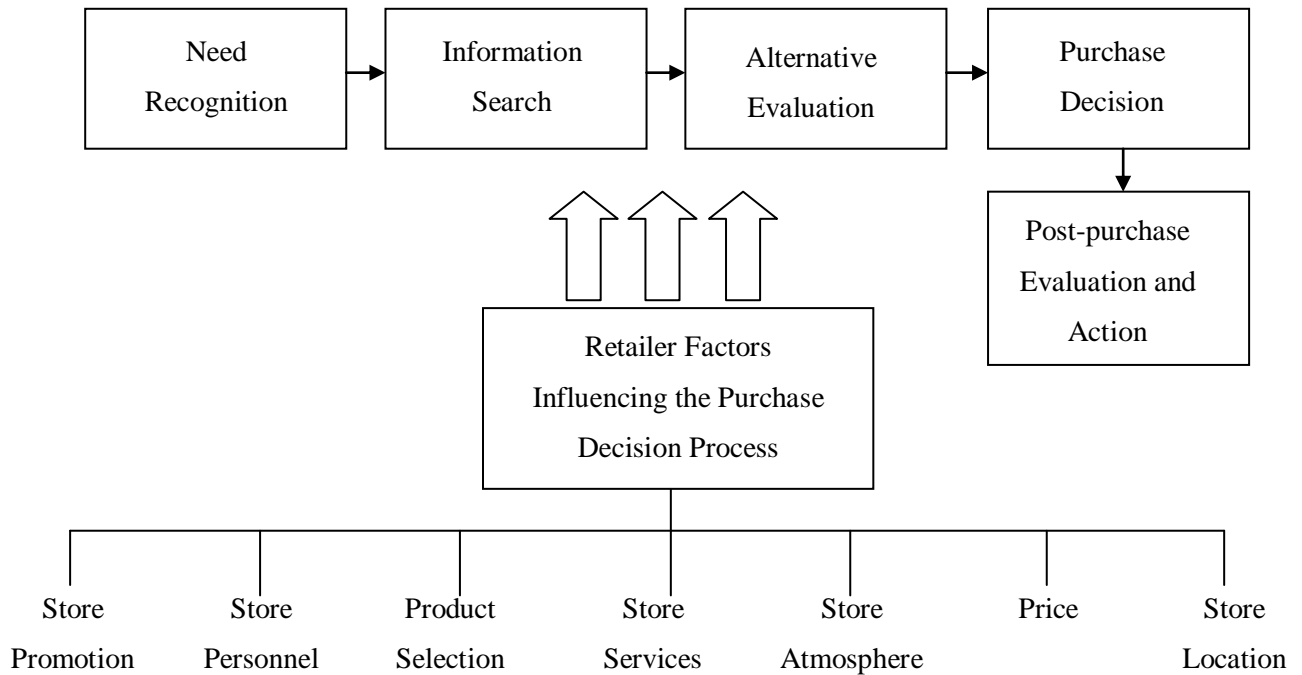 Need
Recognition
Information
Search
Alternative
Evaluation
Purchase
Decision
Post-purchase
Evaluation and
Action
Retailer Factors
Influencing the Purchase
Decision Process
Store
Promotion
Store
Personnel
Product
Selection
Store
Services
Store
Atmosphere
Price
Store
Location